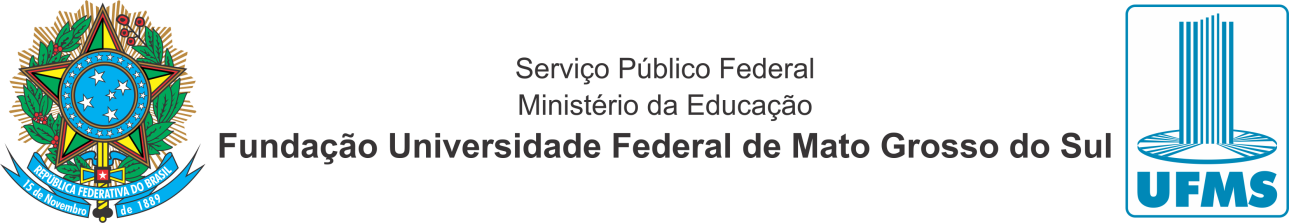 REPÚBLICA FEDERATIVA DO BRASIL
15 de Novembro de 1889
Serviço Público Federal
Ministério da Educação
Fundação Universidade Federal de Mato Grosso do Sul
UFMS